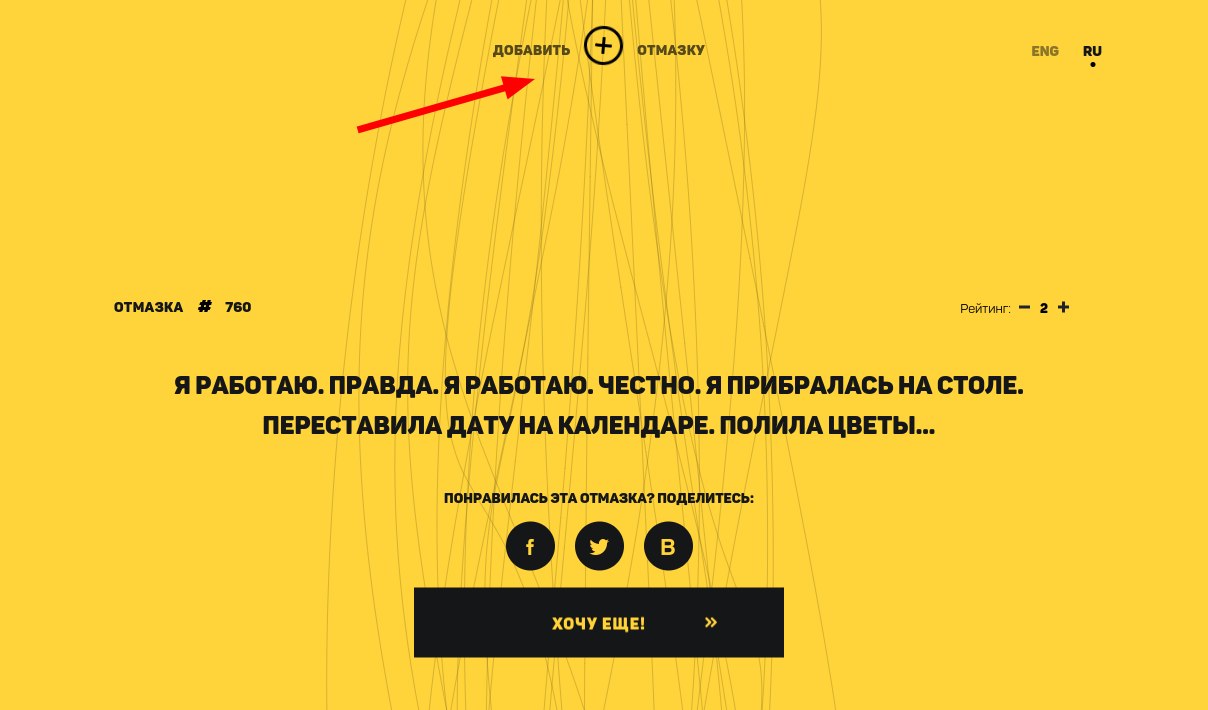 ДОБАВИТЬ + ОТМАЗКУ
ENG RU
ОТМАЗКА # 760
Рейтинг: − 2 +
Я РАБОТАЮ. ПРАВДА. Я РАБОТАЮ. ЧЕСТНО. Я ПРИБРАЛАСЬ НА СТОЛЕ.
ПЕРЕСТАВИЛА ДАТУ НА КАЛЕНДАРЕ. ПОЛИЛА ЦВЕТЫ...
ПОНРАВИЛАСЬ ЭТА ОТМАЗКА? ПОДЕЛИТЕСЬ:
f B
ХОЧУ ЕЩЕ! »